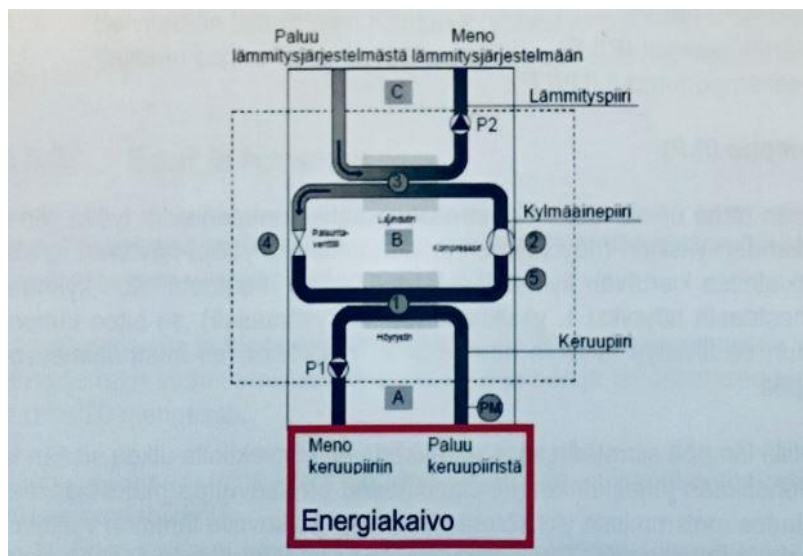 Paluu
lämmitysjärjestelmästä
Meno
lämmitysjärjestelmään
C
Lämmityspiiri
P2
3
Lauhdutin
Kylmäainepiiri
4
Paisunta-
venttiili
B
Kompressori
2
5
1
Höyrystin
Keruupiiri
P1
A
PM
Meno
keruupiiriin
Paluu
keruupiiristä
Energiakaivo